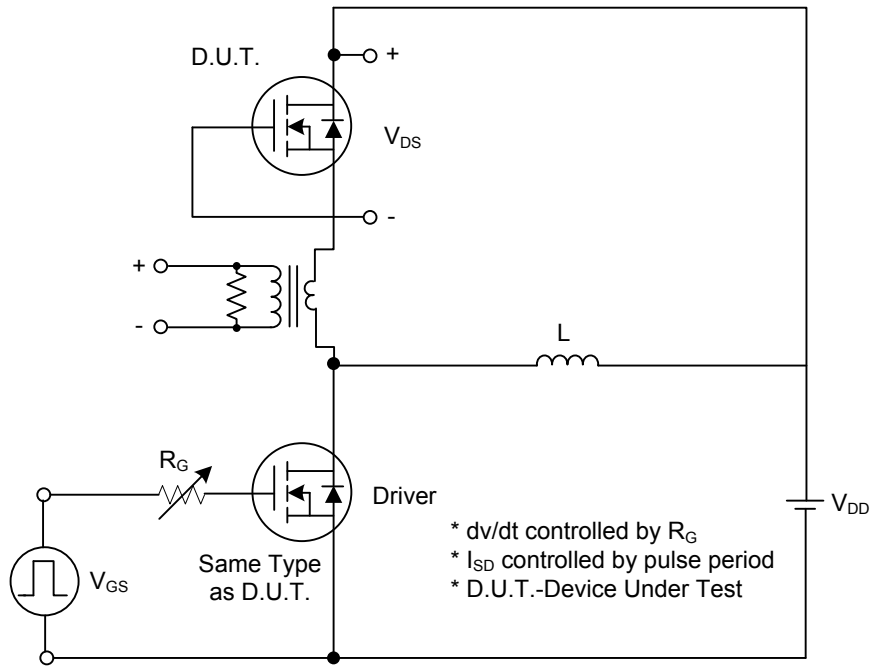 D.U.T.
+
V_DS
-
+
-
L
R_G
Driver
V_DD
V_GS
Same Type
as D.U.T.
* dv/dt controlled by R_G
* I_SD controlled by pulse period
* D.U.T.-Device Under Test